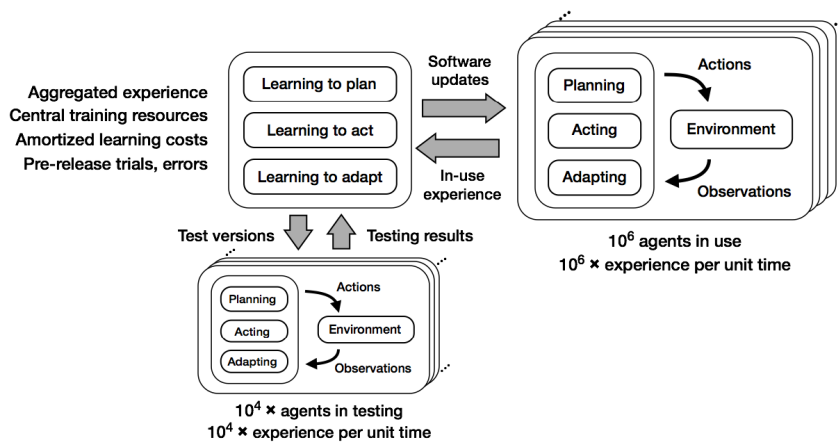 Aggregated experience
Central training resources
Amortized learning costs
Pre-release trials, errors
Learning to plan
Learning to act
Learning to adapt
Software
updates
In-use
experience
Planning
Acting
Adapting
Actions
Environment
Observations
10⁶ agents in use
10⁶ × experience per unit time
Test versions
Testing results
Planning
Acting
Adapting
Actions
Environment
Observations
10⁴ × agents in testing
10⁴ × experience per unit time